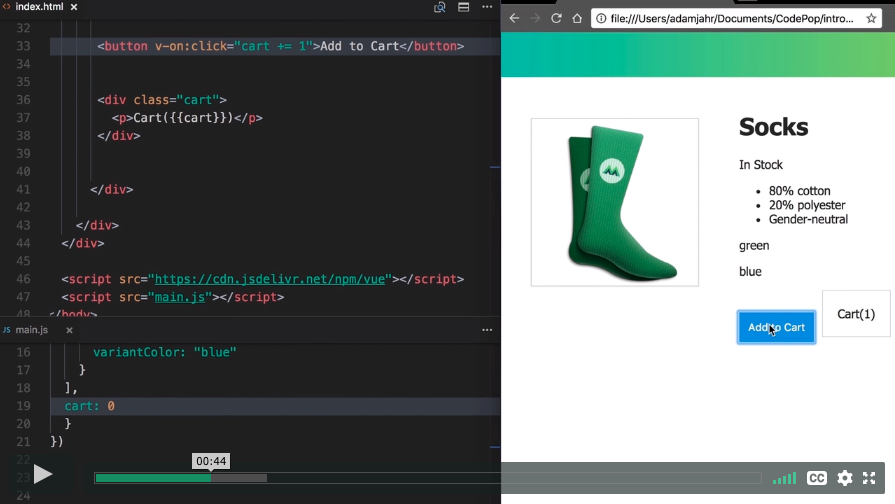 <> index.html ×
32
33 <button v-on:click="cart += 1">Add to Cart</button>
34
35
36 <div class="cart">
37 <p>Cart({{cart}})</p>
38 </div>
39
40
41 </div>
42
43 </div>
44 </div>
45
46 <script src="https://cdn.jsdelivr.net/npm/vue"></script>
47 <script src="main.js"></script>
48 </body>
JS main.js ×
16 variantColor: "blue"
17 }
18 ],
19 cart: 0
20 }
21 })
22
23
24
00:44
file:///Users/adamjahr/Documents/CodePop/intro...
Socks
In Stock
• 80% cotton
• 20% polyester
• Gender-neutral
green
blue
Add to Cart
Cart(1)
CC